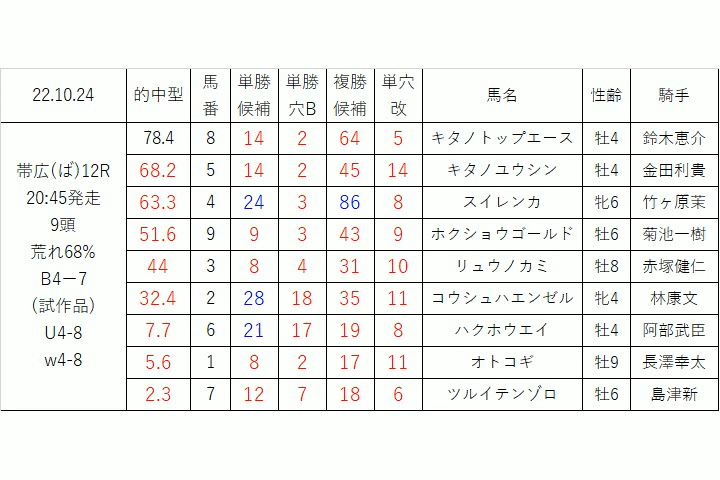 22.10.24 的中型 馬番 単勝候補 単勝穴B 複勝候補 単穴改 馬名 性齢 騎手
帯広(ば)12R
20:45発走
9頭
荒れ68%
B4ー7
(試作品)
U4-8
w4-8
78.4 8 14 2 64 5 キタノトップエース 牡4 鈴木恵介
68.2 5 14 2 45 14 キタノユウシン 牡4 金田利貴
63.3 4 24 3 86 8 スイレンカ 牝6 竹ヶ原茉
51.6 9 9 3 43 9 ホクショウゴールド 牡6 菊池一樹
44 3 8 4 31 10 リュウノカミ 牡8 赤塚健仁
32.4 2 28 18 35 11 コウシュハエンゼル 牝4 林康文
7.7 6 21 17 19 8 ハクホウエイ 牡4 阿部武臣
5.6 1 8 2 17 11 オトコギ 牡9 長澤幸太
2.3 7 12 7 18 6 ツルイテンゾロ 牡6 島津新